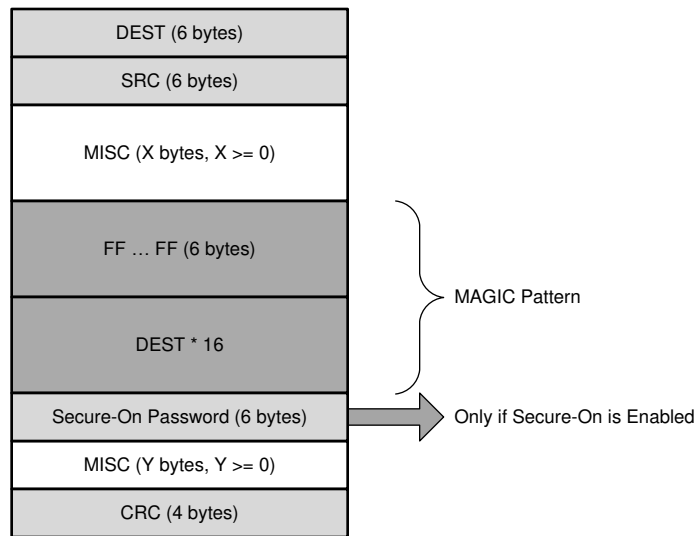 DEST (6 bytes)
SRC (6 bytes)
MISC (X bytes, X >= 0)
FF … FF (6 bytes)
MAGIC Pattern
DEST * 16
Secure-On Password (6 bytes)
Only if Secure-On is Enabled
MISC (Y bytes, Y >= 0)
CRC (4 bytes)